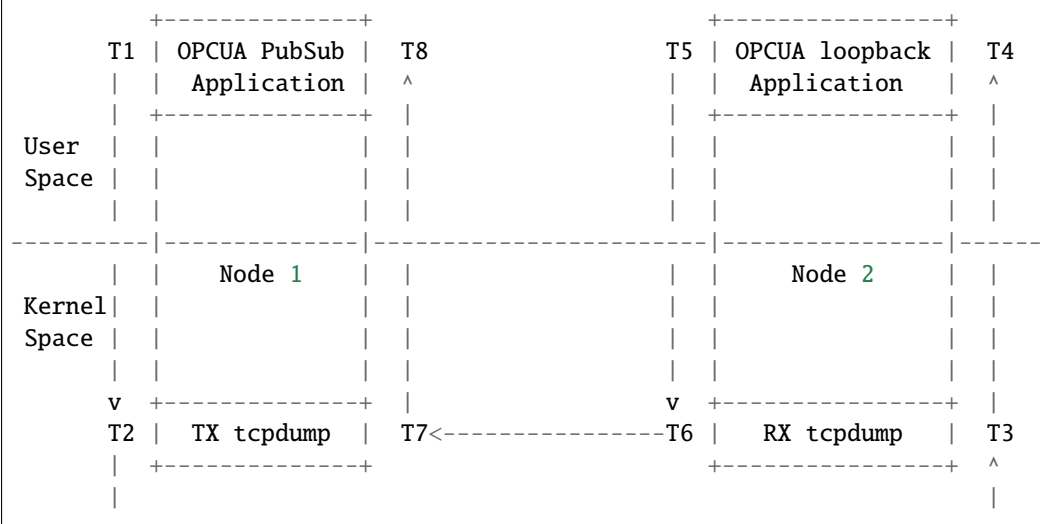 T1 OPCUA PubSub T8 T5 OPCUA loopback T4
Application Application
User
Space
Node 1 Node 2
Kernel
Space
T2 TX tcpdump T7<-----------------T6 RX tcpdump T3